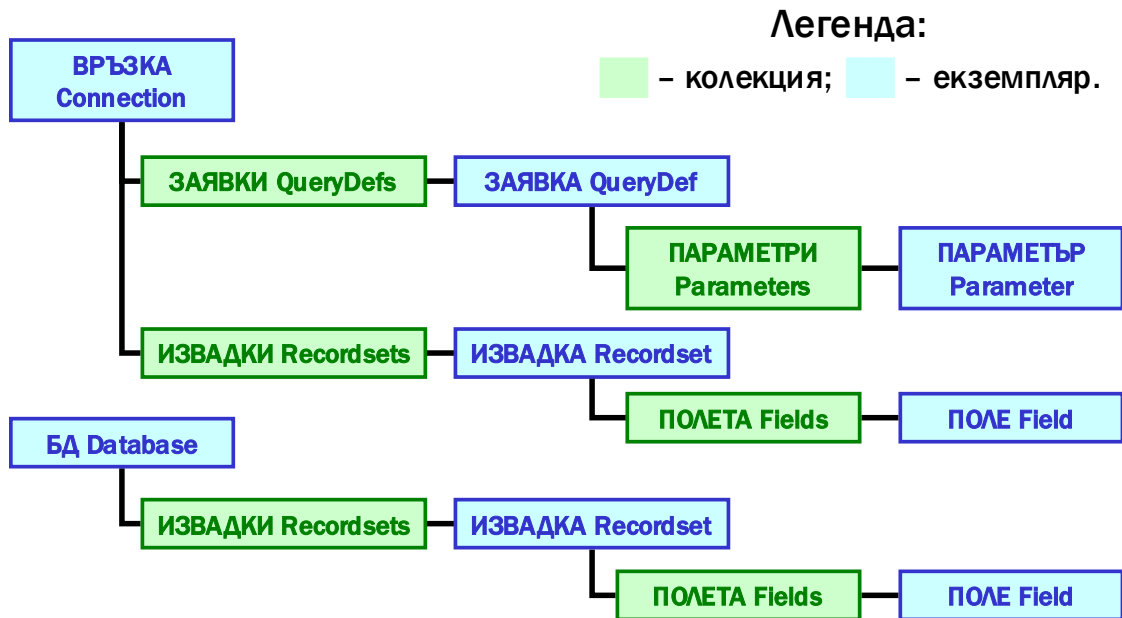 Легенда:
– колекция; – екземпляр.
ВРЪЗКА
Connection
ЗАЯВКИ QueryDefs
ЗАЯВКА QueryDef
ПАРАМЕТРИ
Parameters
ПАРАМЕТЪР
Parameter
ИЗВАДКИ Recordsets
ИЗВАДКА Recordset
ПОЛЕТА Fields
ПОЛЕ Field
БД Database
ИЗВАДКИ Recordsets
ИЗВАДКА Recordset
ПОЛЕТА Fields
ПОЛЕ Field